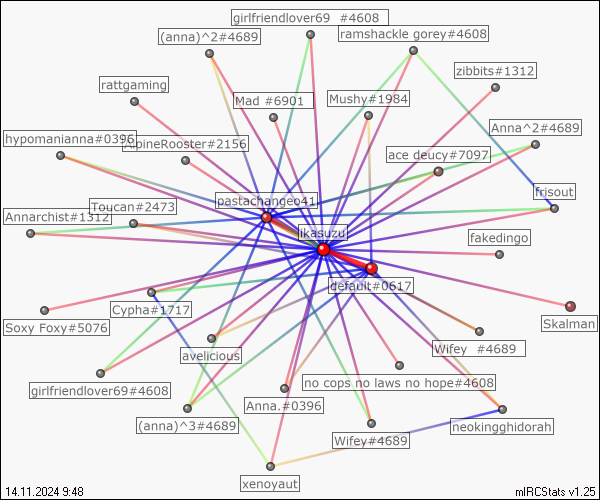 girlfriendlover69 #4608
(anna)^2#4689
ramshackle gorey#4608
zibbits#1312
rattgaming
Mad #6901
Mushy#1984
Anna^2#4689
hypomanianna#0396
AlpineRooster#2156
ace deucy#7097
pastachangeo41
frisout
Toucan#2473
Annarchist#1312
ikasuzu
fakedingo
default#0617
Cypha#1717
Soxy Foxy#5076
Skalman
avelicious
Wifey #4689
no cops no laws no hope#4608
girlfriendlover69#4608
Anna.#0396
(anna)^3#4689
neokingghidorah
Wifey#4689
xenoyaut
14.11.2024 9:48
mIRCStats v1.25